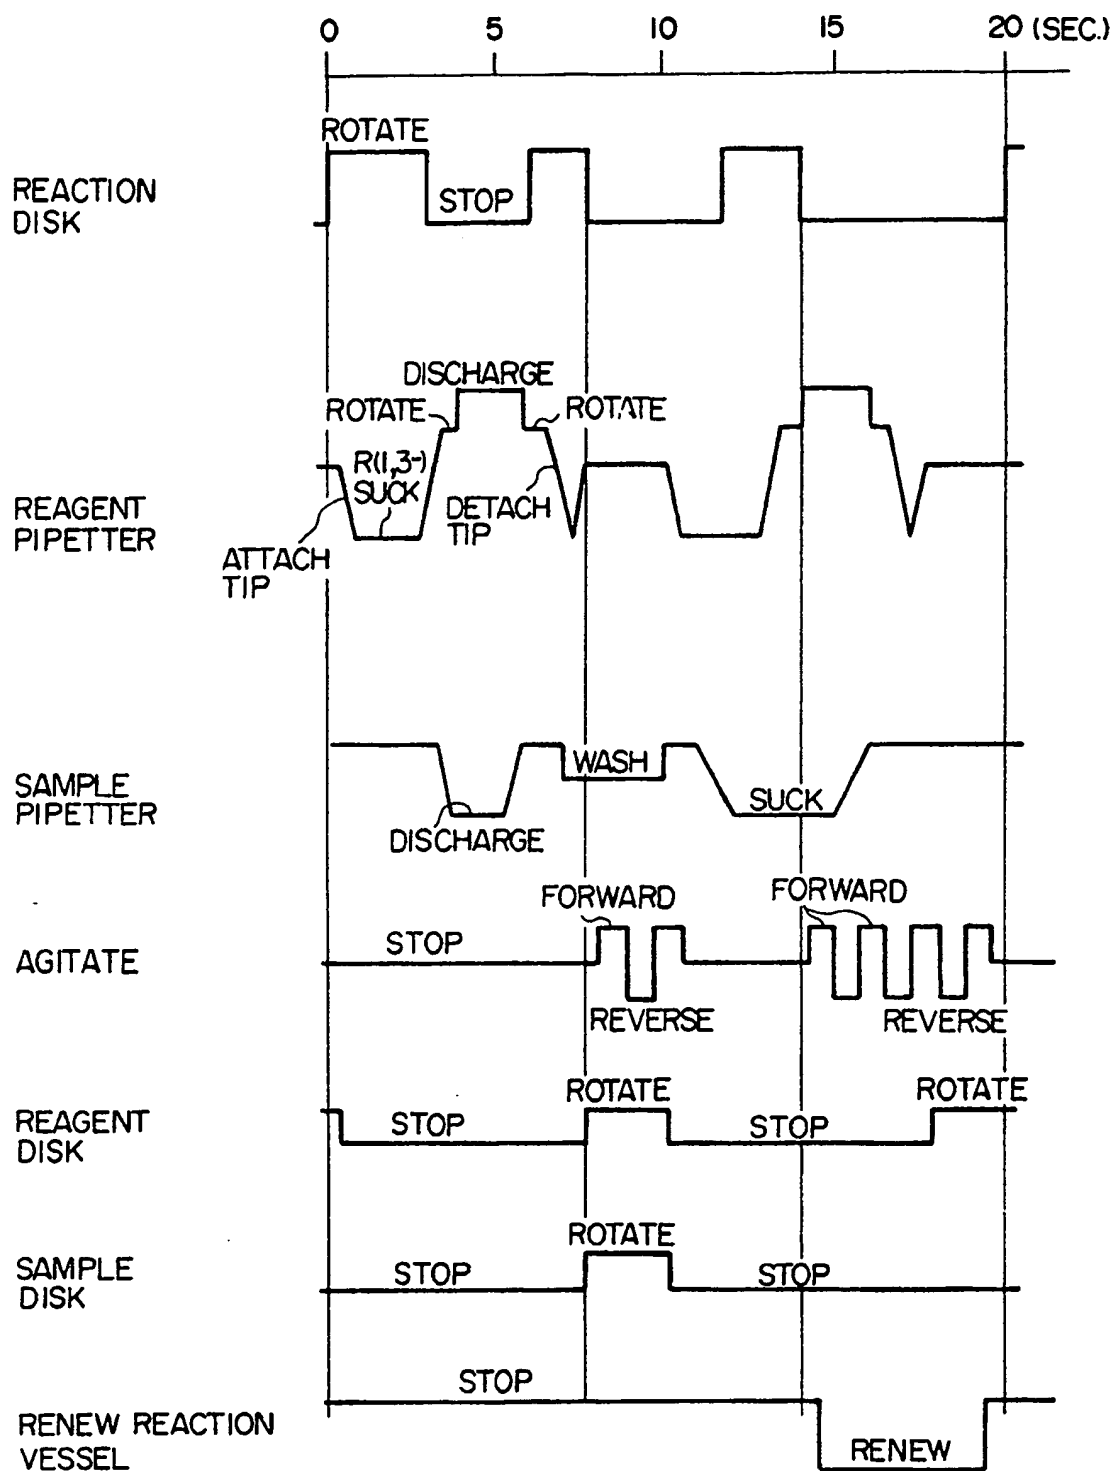 0 5 10 15 20 (SEC.)
ROTATE
REACTION
DISK
STOP
DISCHARGE
ROTATE ROTATE
R(1,3-)
SUCK
REAGENT
PIPETTER
DETACH
TIP
ATTACH
TIP
WASH
SAMPLE
PIPETTER
SUCK
DISCHARGE
FORWARD FORWARD
AGITATE
STOP
REVERSE REVERSE
ROTATE ROTATE
REAGENT
DISK
STOP STOP
ROTATE
SAMPLE
DISK
STOP STOP
STOP
RENEW REACTION
VESSEL
RENEW